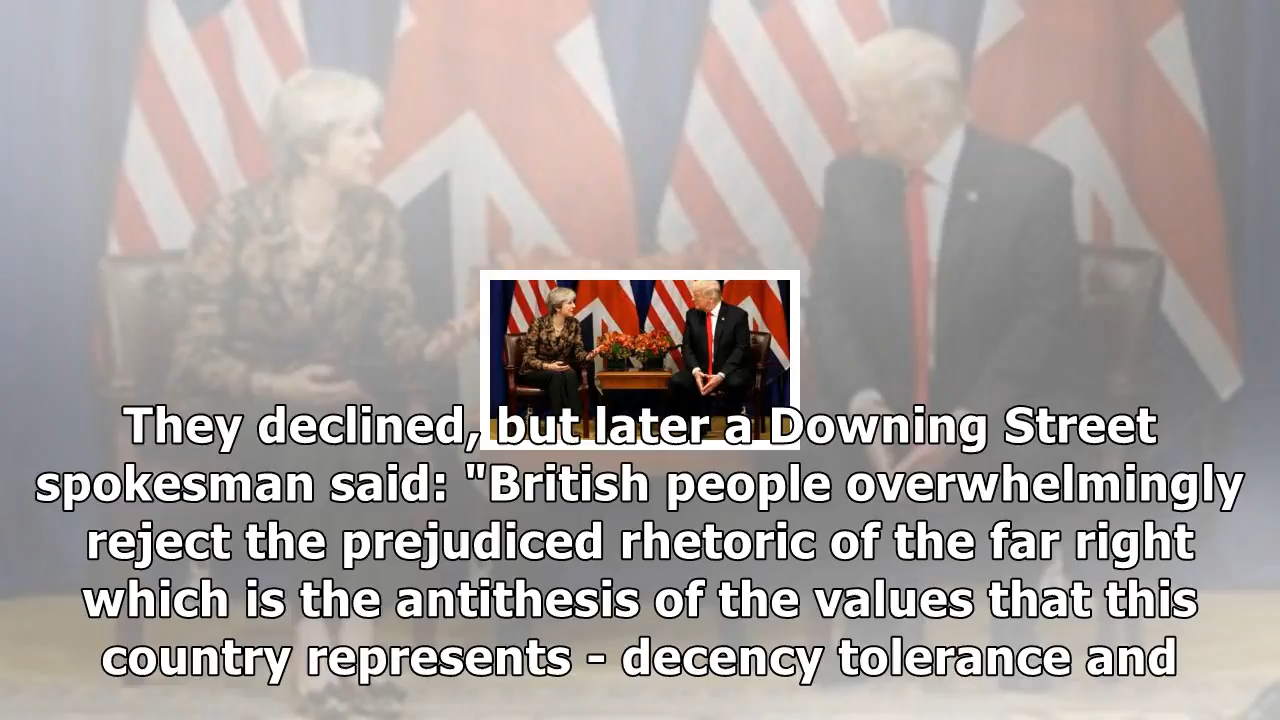 They declined, but later a Downing Street
spokesman said: "British people overwhelmingly
reject the prejudiced rhetoric of the far right
which is the antithesis of the values that this
country represents - decency tolerance and